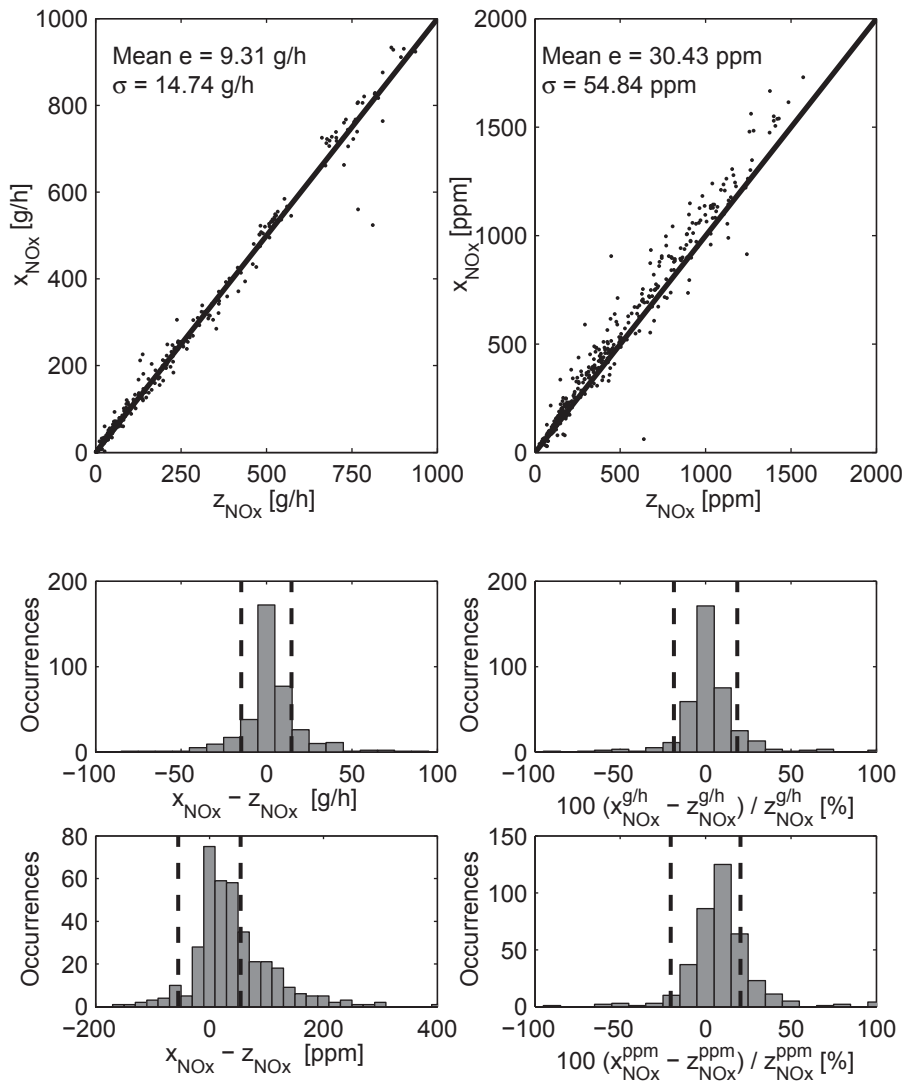 Mean e = 9.31 g/h
σ = 14.74 g/h
1000
800
600
400
200
0
x_NOx [g/h]
0 250 500 750 1000
z_NOx [g/h]
Mean e = 30.43 ppm
σ = 54.84 ppm
2000
1500
1000
500
0
x_NOx [ppm]
0 500 1000 1500 2000
z_NOx [ppm]
200
100
0
Occurrences
−100 −50 0 50 100
x_NOx − z_NOx [g/h]
200
100
0
Occurrences
−100 −50 0 50 100
100 (x_NOx^g/h − z_NOx^g/h) / z_NOx^g/h [%]
80
60
40
20
0
Occurrences
−200 0 200 400
x_NOx − z_NOx [ppm]
150
100
50
0
Occurrences
−100 −50 0 50 100
100 (x_NOx^ppm − z_NOx^ppm) / z_NOx^ppm [%]